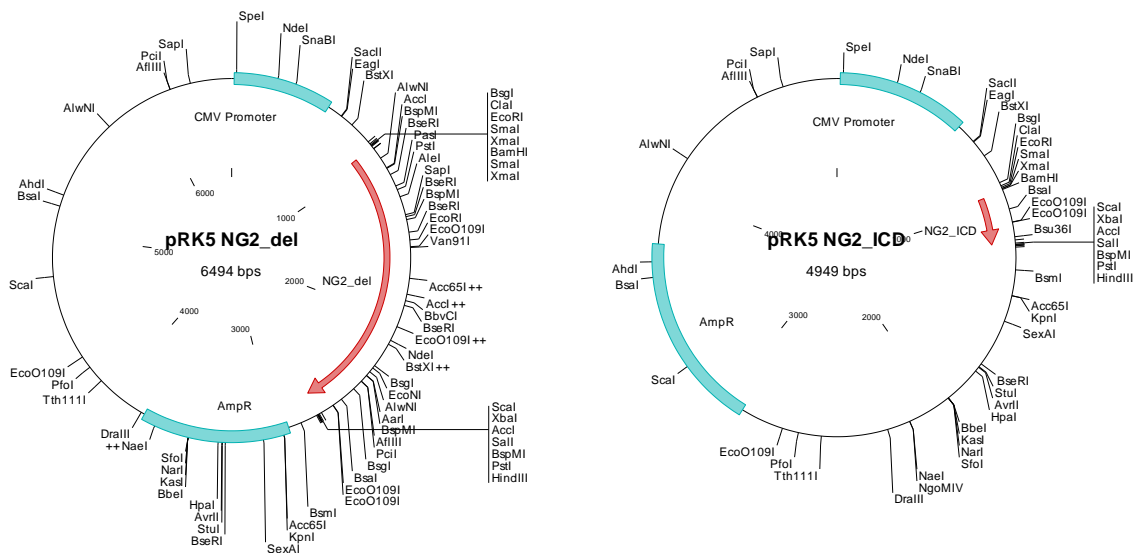 SpeI
NdeI
SnaBI
SacII
EagI
BstXI
AlwNI
AccI
BspMI
BseRI
PasI
PstI
AleI
SapI
BseRI
BspMI
BseRI
EcoRI
EcoO109I
Van91I
BsgI
ClaI
EcoRI
SmaI
XmaI
BamHI
SmaI
XmaI
Acc65I++
AccI++
BbvCI
BseRI
EcoO109I++
NdeI
BstXI++
BsgI
EcoNI
AlwNI
AarI
BspMI
AflIII
PciI
BsgI
BsaI
EcoO109I
EcoO109I
ScaI
XbaI
AccI
SalI
BspMI
PstI
HindIII
BsmI
Acc65I
KpnI
SexAI
HpaI
AvrII
StuI
BseRI
SfoI
NarI
KasI
BbeI
DraIII
++NaeI
Tth111I
PfoI
EcoO109I
ScaI
BsaI
AhdI
AlwNI
AflIII
PciI
SapI
CMV Promoter
I
1000
2000
3000
4000
5000
6000
pRK5 NG2_del
6494 bps
NG2_del
AmpR
SpeI
NdeI
SnaBI
SacII
EagI
BstXI
BsgI
ClaI
EcoRI
SmaI
XmaI
BamHI
BsaI
EcoO109I
EcoO109I
Bsu36I
ScaI
XbaI
AccI
SalI
BspMI
PstI
HindIII
BsmI
Acc65I
KpnI
SexAI
BseRI
StuI
AvrII
HpaI
BbeI
KasI
NarI
SfoI
NaeI
NgoMIV
DraIII
Tth111I
PfoI
EcoO109I
ScaI
BsaI
AhdI
AlwNI
AflIII
PciI
SapI
CMV Promoter
I
2000
3000
pRK5 NG2_ICD
4949 bps
NG2_ICD
AmpR